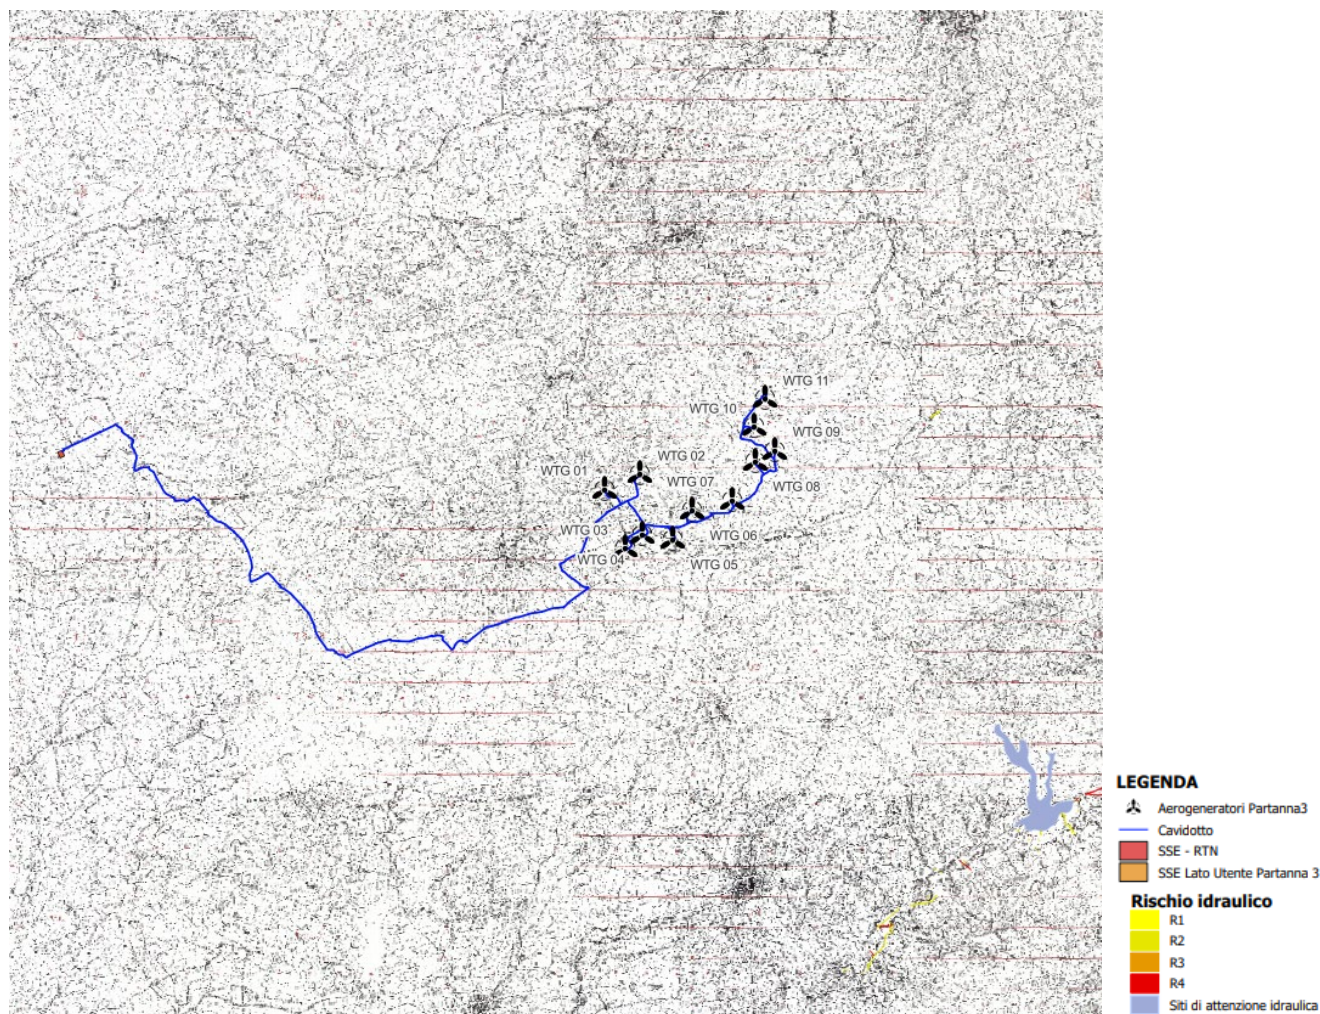 WTG 11
WTG 10
WTG 09
WTG 02
WTG 01
WTG 07
WTG 08
WTG 03
WTG 06
WTG 04
WTG 05
LEGENDA
Aerogeneratori Partanna3
Cavidotto
SSE - RTN
SSE Lato Utente Partanna 3
Rischio idraulico
R1
R2
R3
R4
Siti di attenzione idraulica